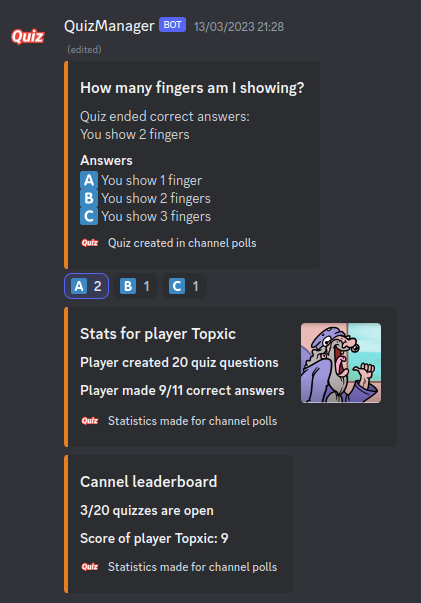 Quiz
QuizManager BOT 13/03/2023 21:28
(edited)
How many fingers am I showing?
Quiz ended correct answers:
You show 2 fingers
Answers
A You show 1 finger
B You show 2 fingers
C You show 3 fingers
Quiz Quiz created in channel polls
A 2 B 1 C 1
Stats for player Topxic
Player created 20 quiz questions
Player made 9/11 correct answers
Quiz Statistics made for channel polls
Cannel leaderboard
3/20 quizzes are open
Score of player Topxic: 9
Quiz Statistics made for channel polls